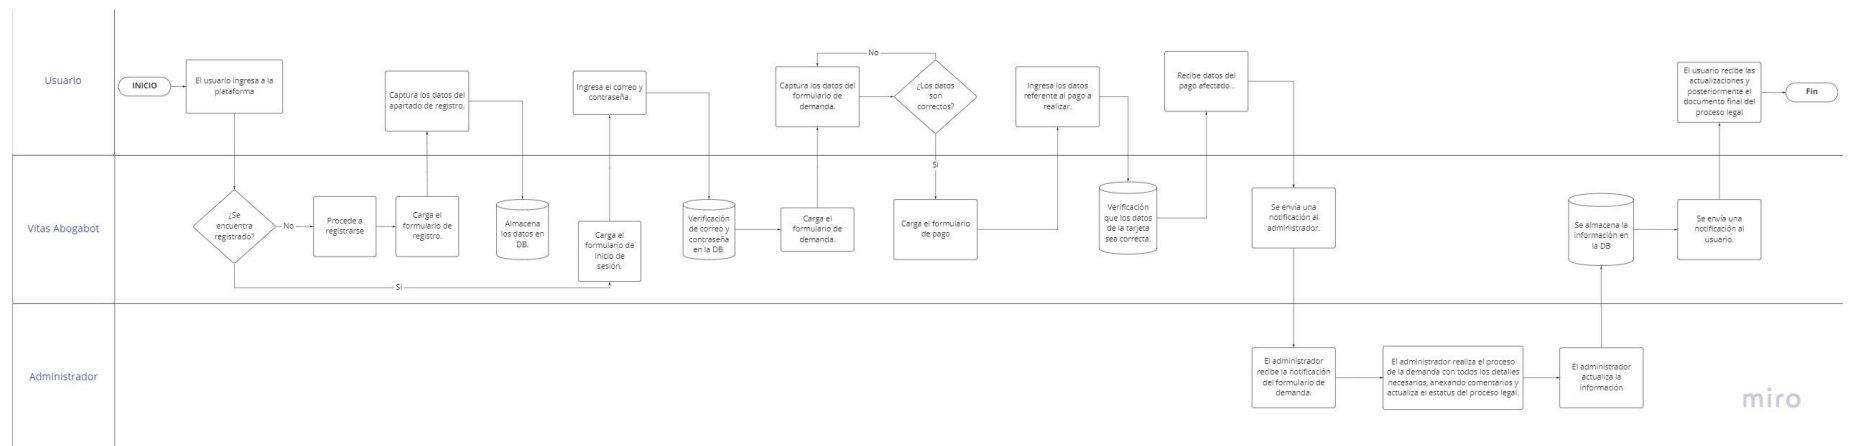 Usuario
INICIO
El usuario ingresa a la
plataforma
Captura los datos del
apartado de registro.
Ingresa el correo y
contraseña.
Captura los datos del
formulario de
demanda.
No
¿Los datos
son
correctos?
Si
Ingresa los datos
referente al pago a
realizar.
Recibe datos del
pago afectado..
El usuario recibe las
actualizaciones y
posteriormente el
documento final del
proceso legal
Fin
Vitas Abogabot
¿Se
encuentra
registrado?
No
Si
Procede a
registrarse
Carga el
formulario de
registro.
Almacena
los datos en
DB.
Carga el
formulario de
inicio de
sesión.
Verificación
de correo y
contraseña
en la DB.
Carga el
formulario de
demanda.
Carga el formulario
de pago
Verificación
que los datos
de la tarjeta
sea correcta.
Se envía una
notificación al
administrador.
Se almacena la
información en
la DB
Se envía una
notificación al
usuario.
Administrador
El administrador
recibe la notificación
del formulario de
demanda.
El administrador realiza el proceso
de la demanda con todos los detalles
necesarios, anexando comentarios y
actualiza el estatus del proceso legal.
El administrador
actualiza la
información
miro